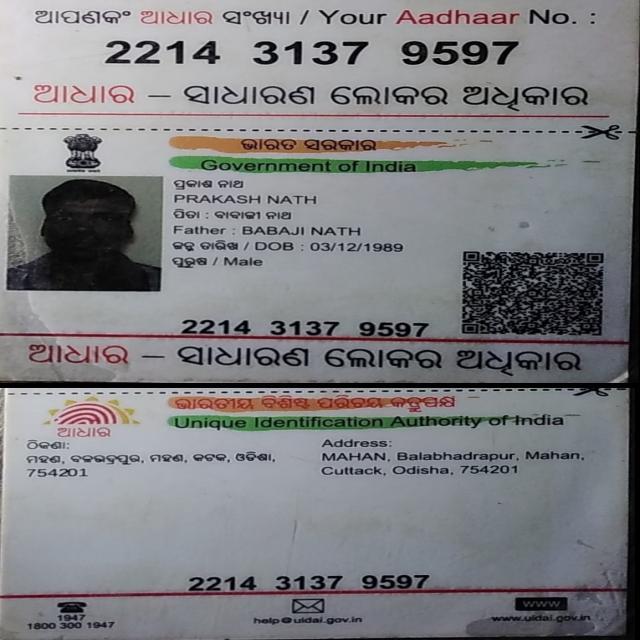 ଆପଣକଂ ଆଧାର ସଂଖ୍ୟା / Your Aadhaar No. :
2214 3137 9597
ଆଧାର – ସାଧାରଣ ଲୋକର ଅଧିକାର
ଭାରତ ସରକାର
Government of India
ପ୍ରକାଶ ନାଥ
PRAKASH NATH
ପିତା : ବାବାଜୀ ନାଥ
Father : BABAJI NATH
ଜନ୍ମ ତାରିଖ / DOB : 03/12/1989
ପୁରୁଷ / Male
2214 3137 9597
ଆଧାର – ସାଧାରଣ ଲୋକର ଅଧିକାର
ଭାରତୀୟ ବିଶିଷ୍ଟ ପରିଚୟ କର୍ତ୍ତୁପକ୍ଷ
Unique Identification Authority of India
ଆଧାର
ଠିକଣା:
ମହଣ, ବଳଭଦ୍ରପୁର, ମହଣ, କଟକ, ଓଡିଶା,
754201
Address:
MAHAN, Balabhadrapur, Mahan,
Cuttack, Odisha, 754201
2214 3137 9597
1947
1800 300 1947
help@uidai.gov.in
WWW
www.uidai.gov.in